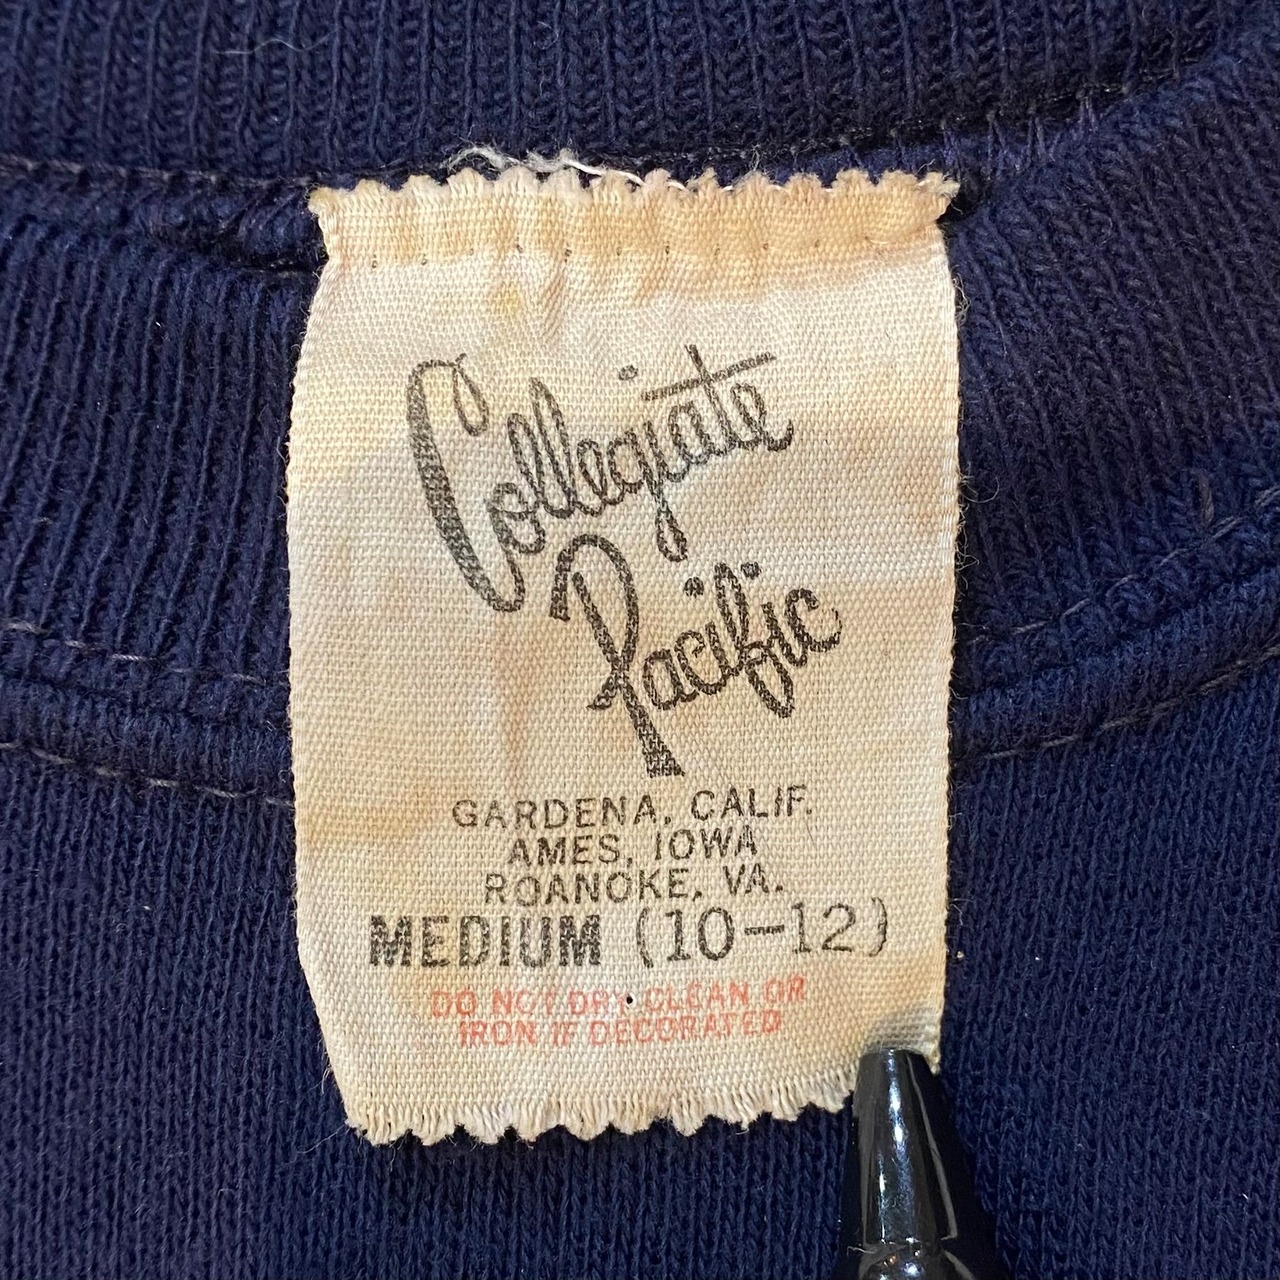 Collegiate
Pacific
GARDENA, CALIF.
AMES, IOWA
ROANOKE, VA.
MEDIUM (10-12)
DO NOT DRY CLEAN OR
IRON IF DECORATED